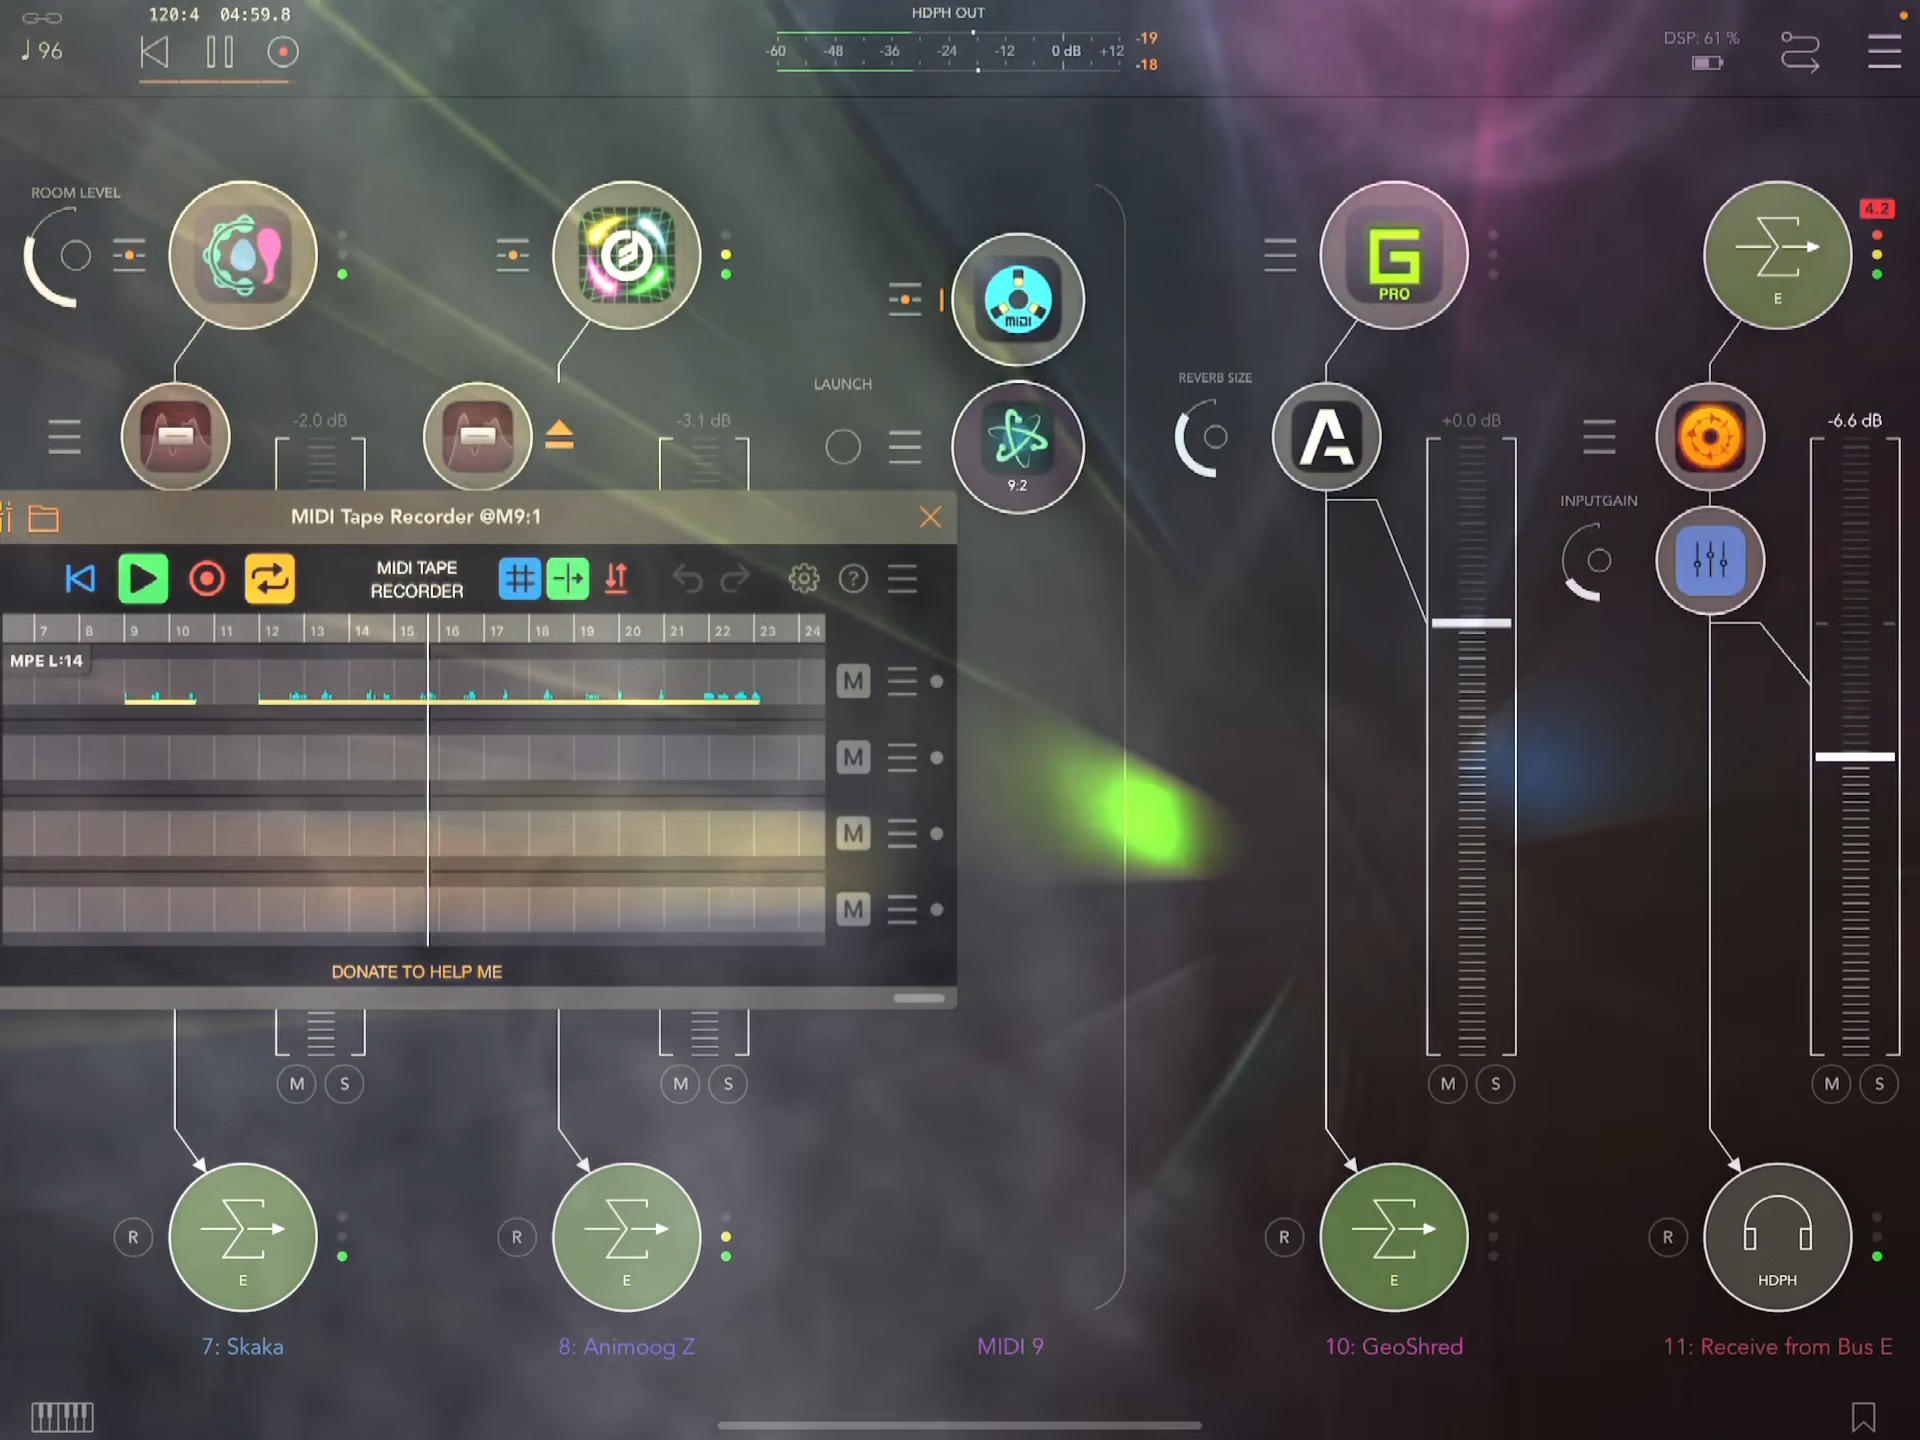 120:4 04:59.8
96
HDPH OUT
-60 -48 -36 -24 -12 0 dB +12
-19
-18
DSP: 61 %
ROOM LEVEL
midi
PRO
E
4.2
LAUNCH
REVERB SIZE
-2.0 dB
-3.1 dB
+0.0 dB
-6.6 dB
9:2
A
INPUTGAIN
MIDI Tape Recorder @M9:1
MIDI TAPE
RECORDER
?
7 8 9 10 11 12 13 14 15 16 17 18 19 20 21 22 23 24
MPE L:14
M
M
M
M
DONATE TO HELP ME
M S
M S
M S
M S
R
E
R
E
R
E
R
HDPH
7: Skaka
8: Animoog Z
MIDI 9
10: GeoShred
11: Receive from Bus E